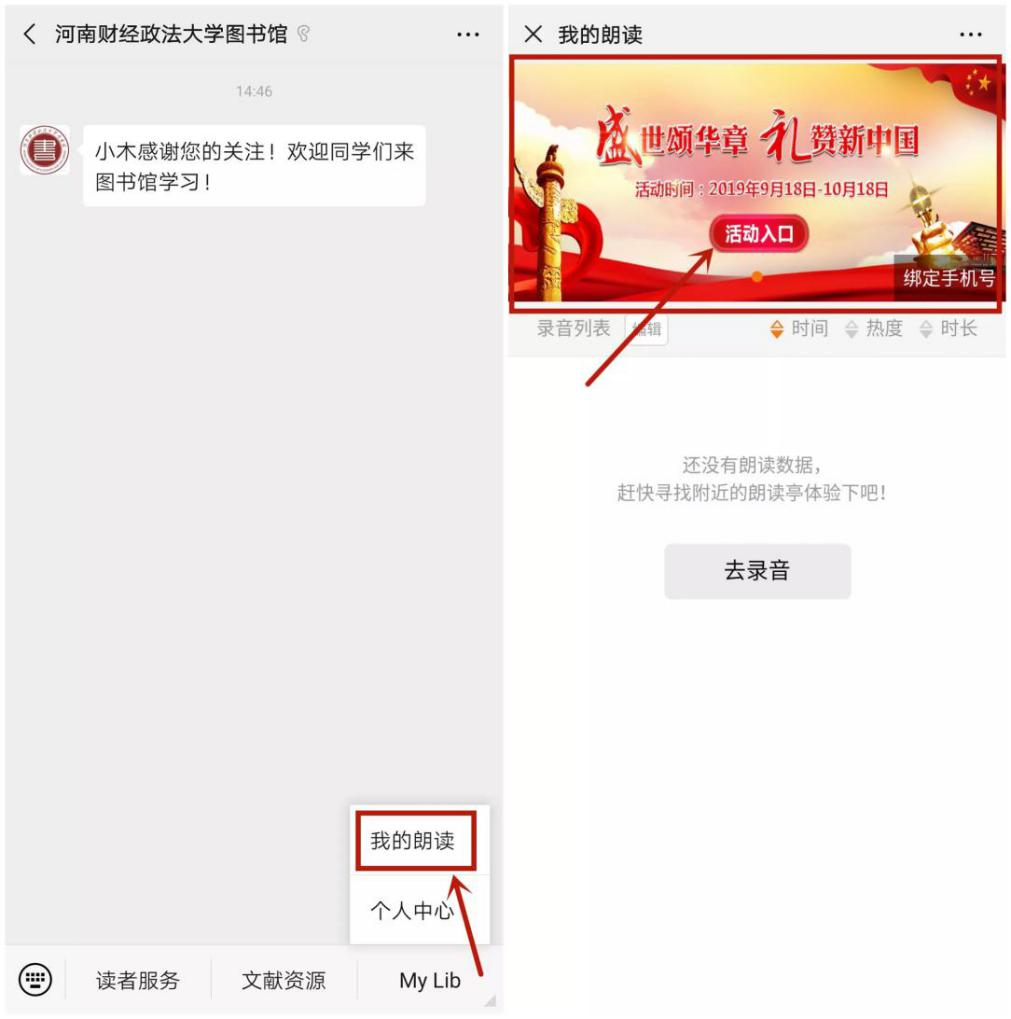 河南财经政法大学图书馆
14:46
小木感谢您的关注！欢迎同学们来
图书馆学习！
我的朗读
个人中心
读者服务
文献资源
My Lib
我的朗读
盛世颂华章 礼赞新中国
活动时间：2019年9月18日-10月18日
活动入口
绑定手机号
录音列表 编辑 时间 热度 时长
还没有朗读数据，
赶快寻找附近的朗读亭体验下吧！
去录音